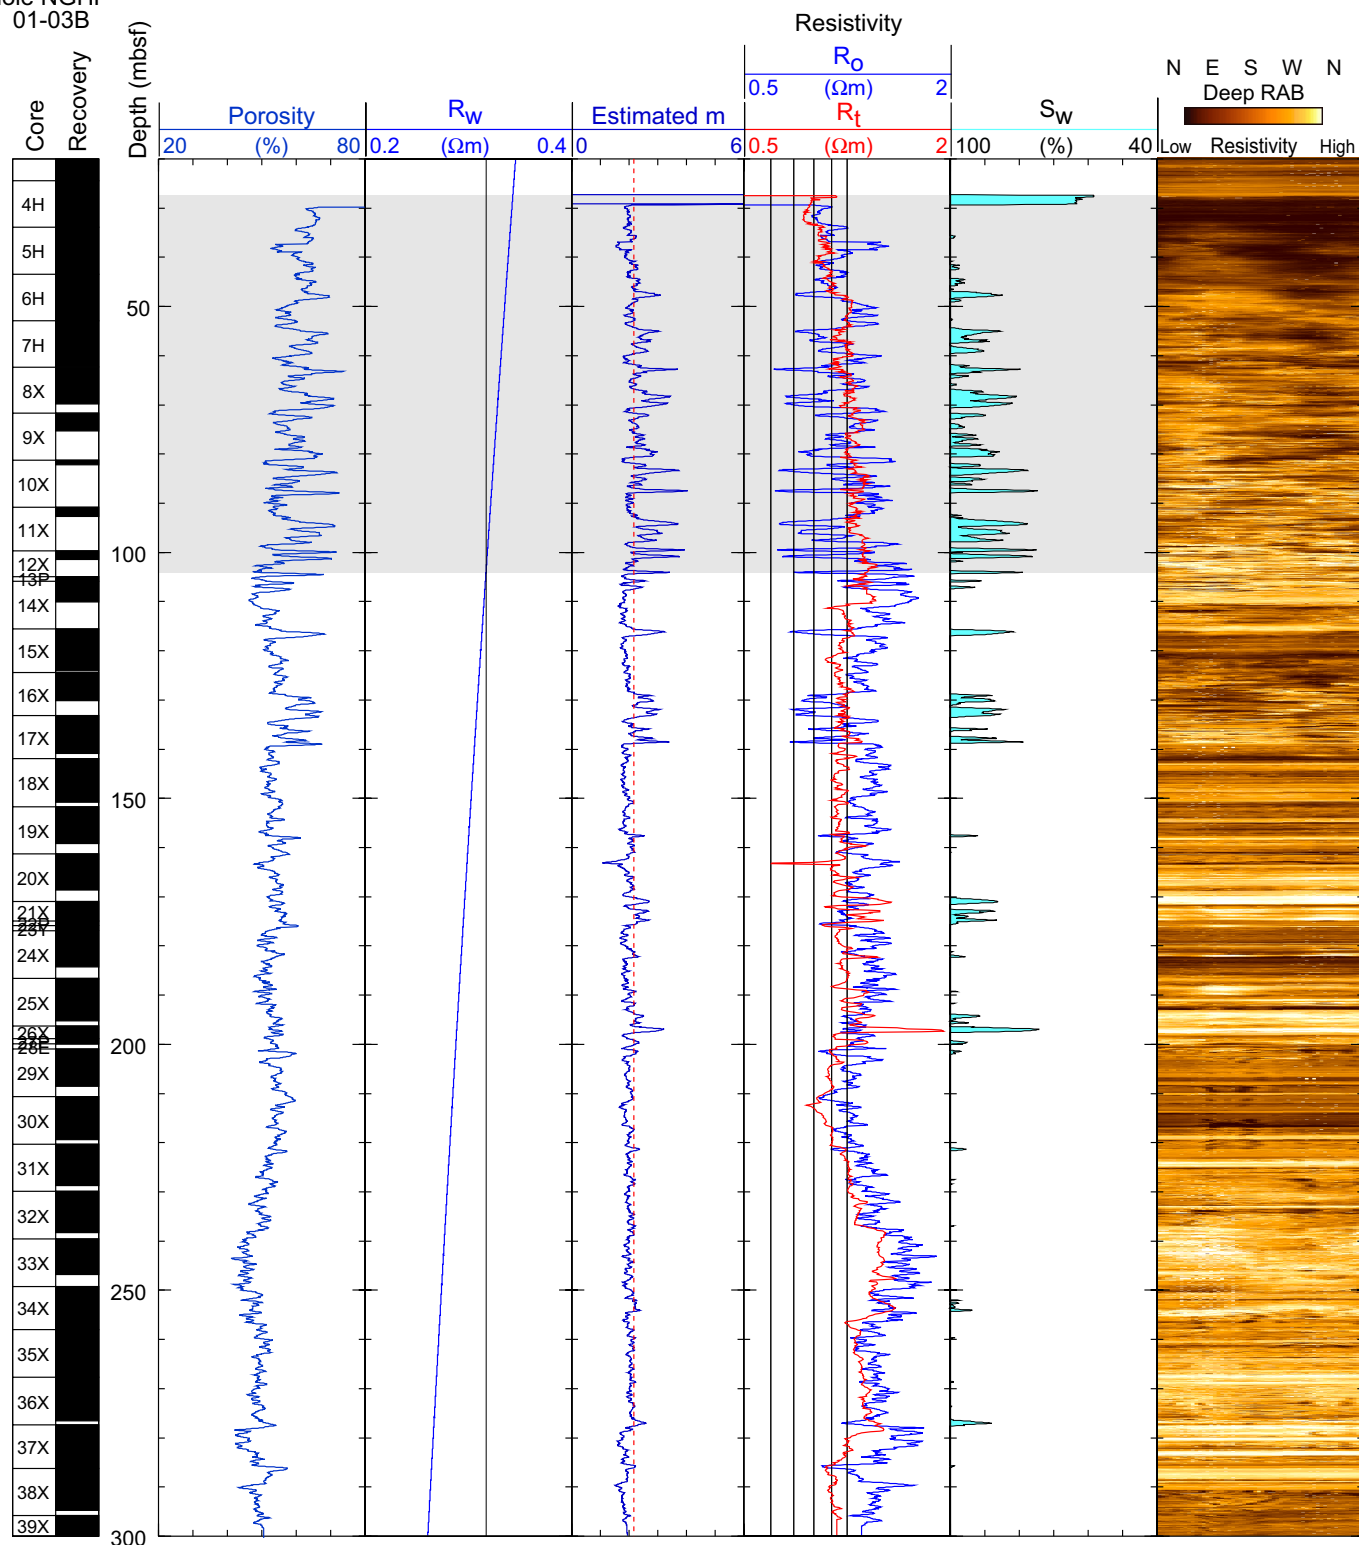 01-03B
Core
Recovery
Depth (mbsf)
Porosity
20 (%) 80
Rw
0.2 (Ωm) 0.4
Estimated m
0 6
Resistivity
Ro
0.5 (Ωm) 2
Rt
0.5 (Ωm) 2
Sw
100 (%) 40
N E S W N
Deep RAB
Low Resistivity High
4H
5H
6H
7H
8X
9X
10X
11X
12X
13P
14X
15X
16X
17X
18X
19X
20X
21X
24X
25X
26X
28E
29X
30X
31X
32X
33X
34X
35X
36X
37X
38X
39X
50
100
150
200
250
300